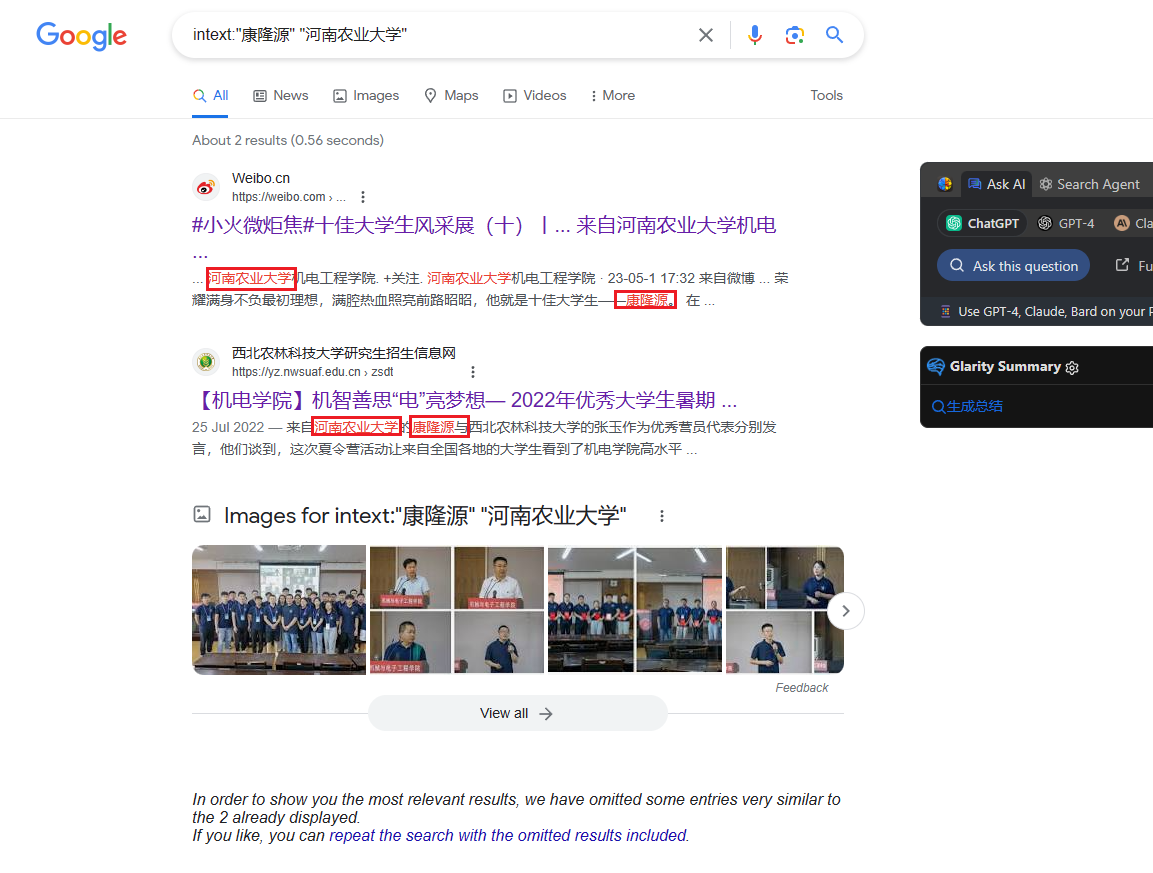 Google
intext:"康隆源" "河南农业大学"
All
News
Images
Maps
Videos
More
Tools
About 2 results (0.56 seconds)
Weibo.cn
https://weibo.com › ...
#小火微炬焦#十佳大学生风采展（十）丨... 来自河南农业大学机电
...
... 河南农业大学机电工程学院. +关注. 河南农业大学机电工程学院 · 23-05-1 17:32 来自微博 ... 荣
耀满身不负最初理想，满腔热血照亮前路昭昭，他就是十佳大学生——康隆源。 在 ...
西北农林科技大学研究生招生信息网
https://yz.nwsuaf.edu.cn › zsdt
【机电学院】机智善思“电”亮梦想— 2022年优秀大学生暑期 ...
25 Jul 2022 — 来自河南农业大学的康隆源与西北农林科技大学的张玉作为优秀营员代表分别发
言，他们谈到，这次夏令营活动让来自全国各地的大学生看到了机电学院高水平 ...
Images for intext:"康隆源" "河南农业大学"
机械与电子工程学院
Feedback
View all
In order to show you the most relevant results, we have omitted some entries very similar to
the 2 already displayed.
If you like, you can repeat the search with the omitted results included.
Ask AI
Search Agent
ChatGPT
GPT-4
Cla
Ask this question
Fu
Use GPT-4, Claude, Bard on your P
Glarity Summary
生成总结